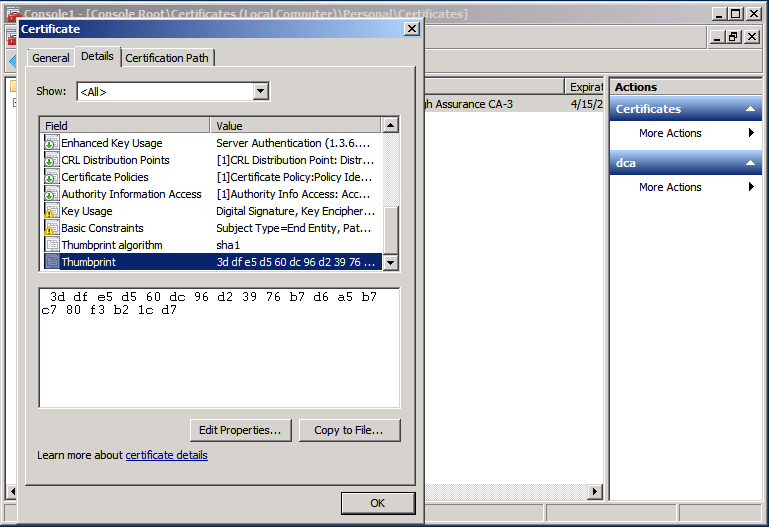 Console1 - [Console Root\Certificates (Local Computer)\Personal\Certificates]
Certificate
General
Details
Certification Path
Show:
<All>
Field Value
Enhanced Key Usage Server Authentication (1.3.6....
CRL Distribution Points [1]CRL Distribution Point: Distr...
Certificate Policies [1]Certificate Policy:Policy Ide...
Authority Information Access [1]Authority Info Access: Acc...
Key Usage Digital Signature, Key Encipher...
Basic Constraints Subject Type=End Entity, Pat...
Thumbprint algorithm sha1
Thumbprint 3d df e5 d5 60 dc 96 d2 39 76 ...
3d df e5 d5 60 dc 96 d2 39 76 b7 d6 a5 b7
c7 80 f3 b2 1c d7
Edit Properties...
Copy to File...
Learn more about certificate details
OK
Expirat
gh Assurance CA-3 4/15/2
Actions
Certificates
More Actions
dca
More Actions